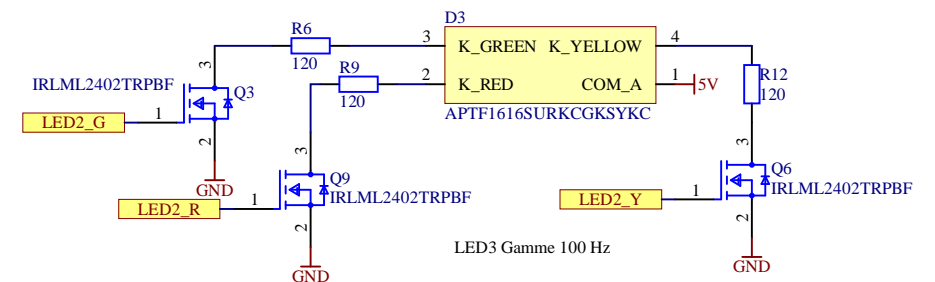 D3
R6
3
K_GREEN
K_YELLOW
4
120
R9
2
K_RED
COM_A
1
5V
R12
120
120
APTF1616SURKCGKSYKC
3
IRLML2402TRPBF
Q3
LED2_G
1
2
GND
3
Q9
IRLML2402TRPBF
LED2_R
1
2
GND
3
Q6
IRLML2402TRPBF
LED2_Y
1
2
GND
LED3 Gamme 100 Hz